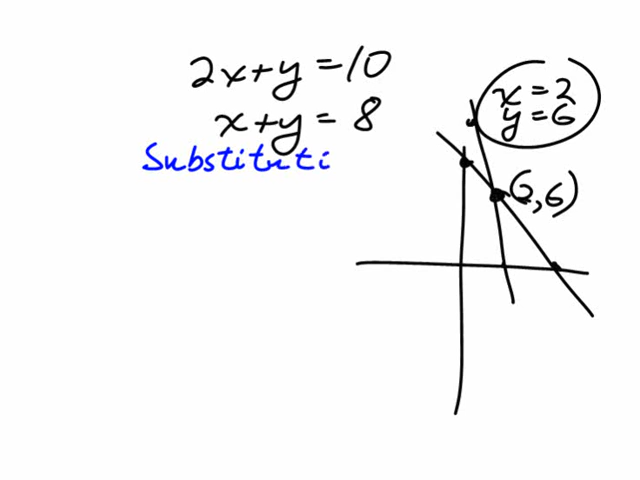 2x+y=10
x+y=8
x=2
y=6
Substituti
(2,6)